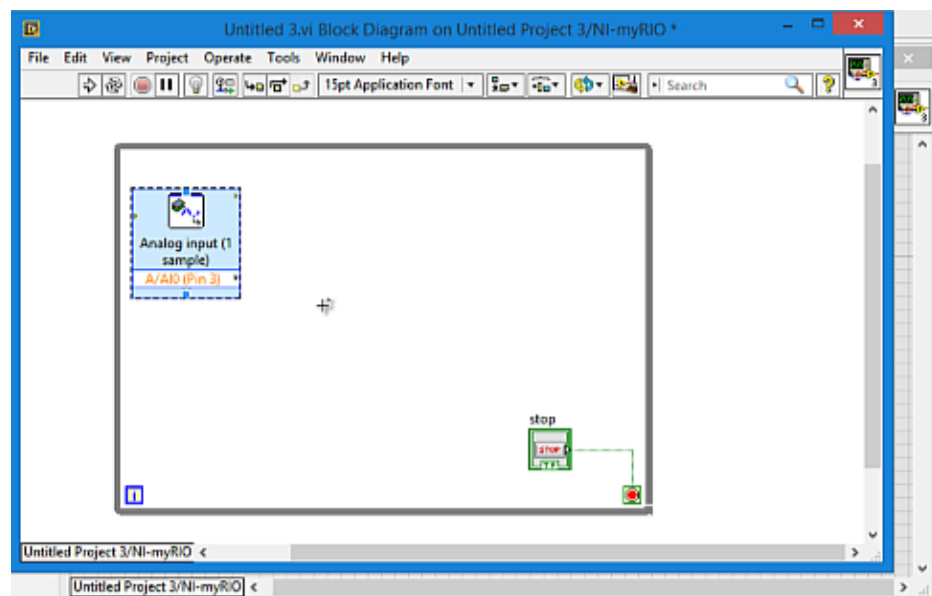 Untitled 3.vi Block Diagram on Untitled Project 3/NI-myRIO *
File Edit View Project Operate Tools Window Help
15pt Application Font
Search
3
3
Analog input (1
sample)
A/AI0 (Pin 3)
stop
STOP
TF
i
Untitled Project 3/NI-myRIO
Untitled Project 3/NI-myRIO